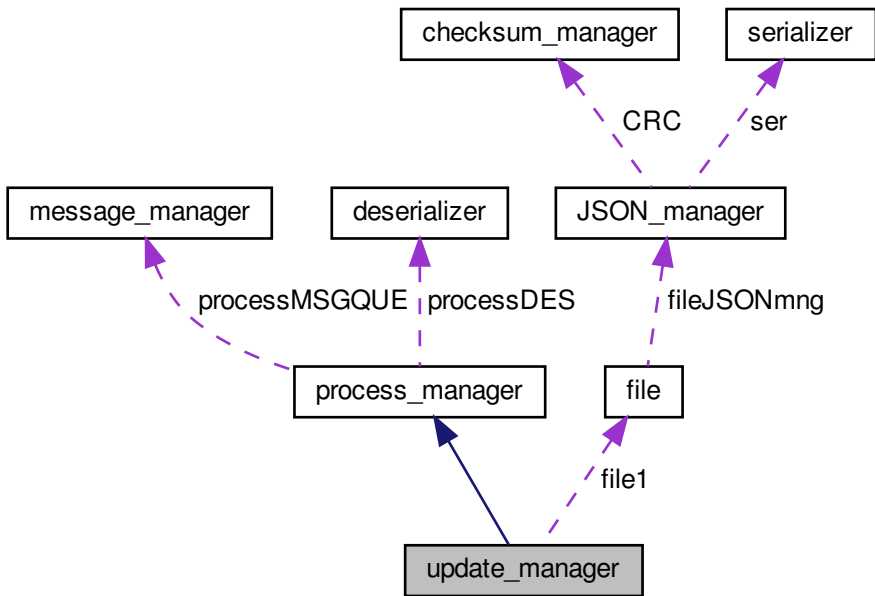 checksum_manager
serializer
CRC
ser
message_manager
deserializer
JSON_manager
processMSGQUE
processDES
fileJSONmng
process_manager
file
file1
update_manager